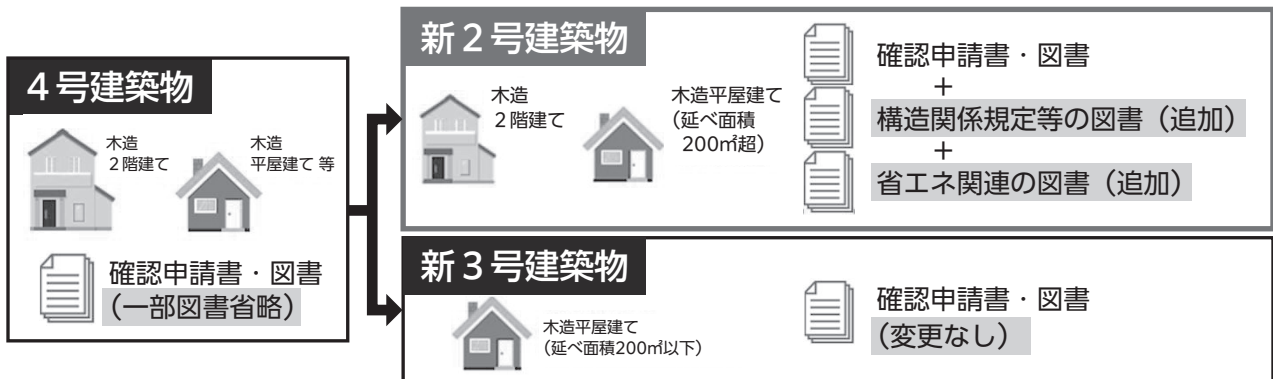 4号建築物
木造
2階建て
木造
平屋建て 等
確認申請書・図書
(一部図書省略)
新2号建築物
木造
2階建て
木造平屋建て
(延べ面積
200㎡超)
確認申請書・図書
+
構造関係規定等の図書(追加)
+
省エネ関連の図書(追加)
新3号建築物
木造平屋建て
(延べ面積200㎡以下)
確認申請書・図書
(変更なし)